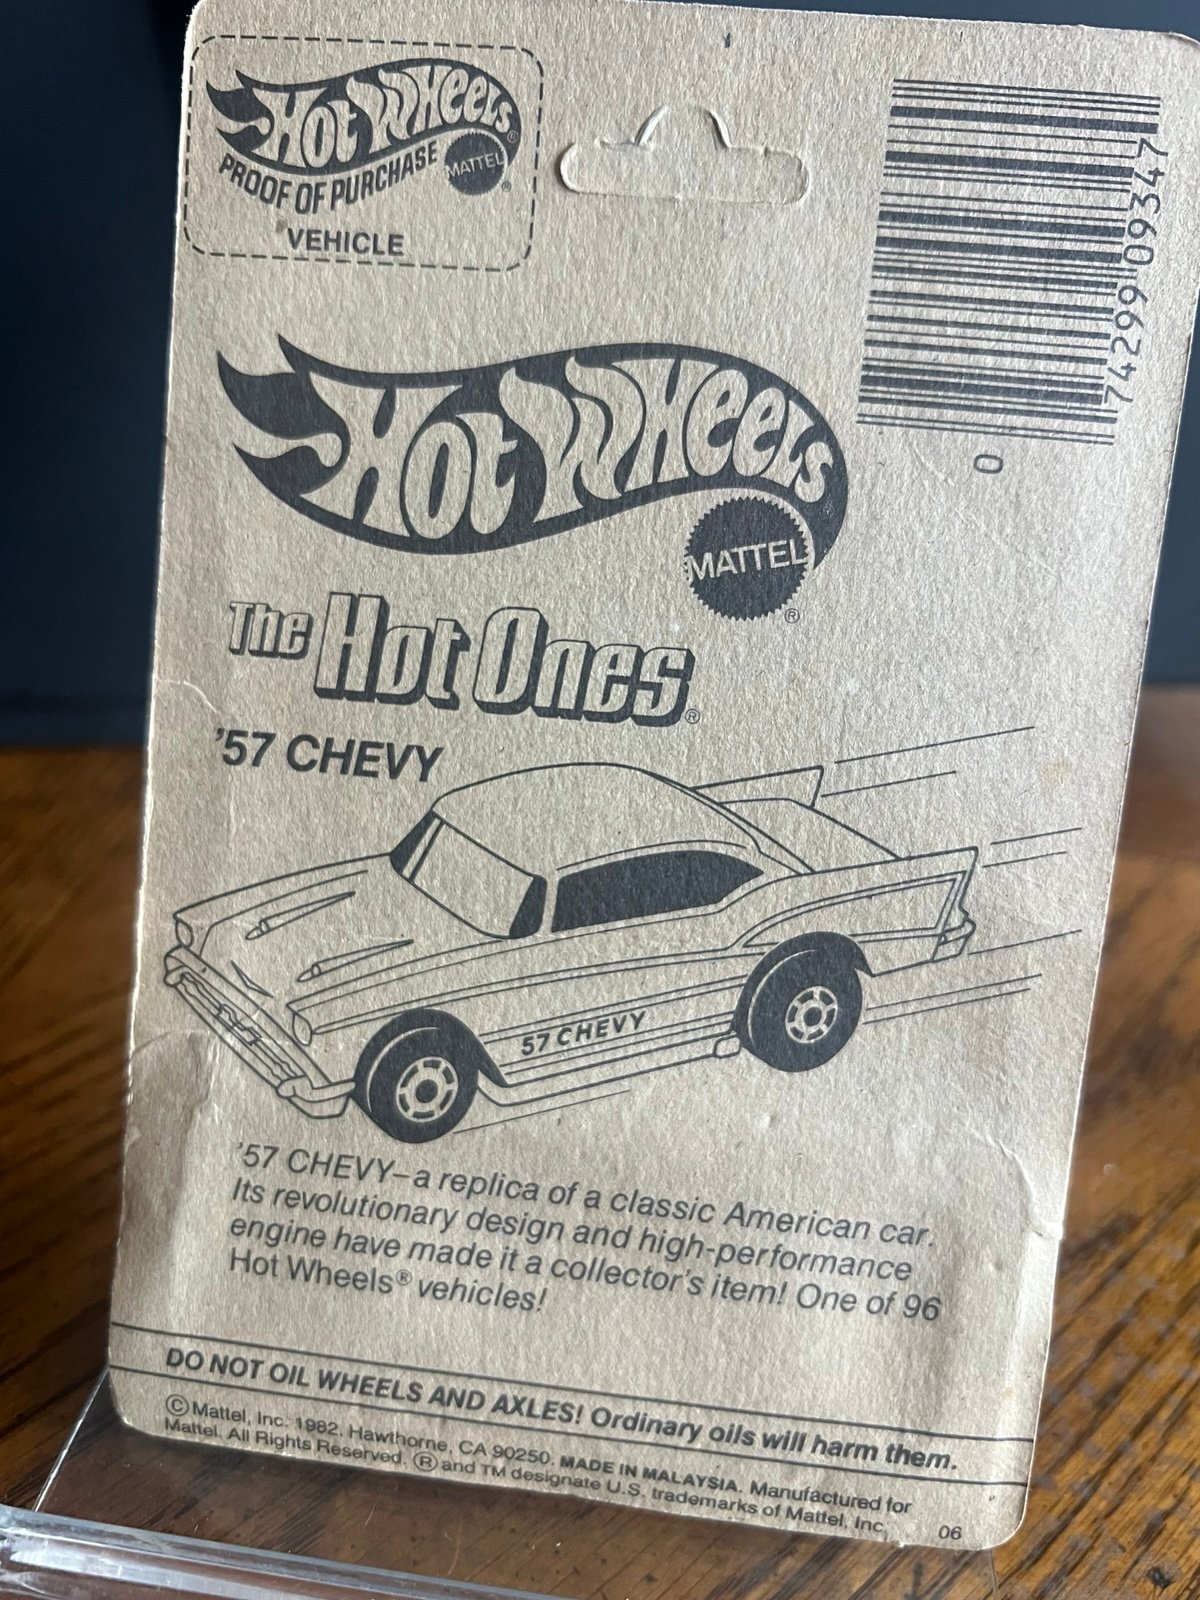 Hot Wheels®
PROOF OF PURCHASE
MATTEL®
VEHICLE
74299 09347
0
Hot Wheels
MATTEL®
The Hot Ones®
'57 CHEVY
57 CHEVY
'57 CHEVY–a replica of a classic American car.
Its revolutionary design and high-performance
engine have made it a collector's item! One of 96
Hot Wheels® vehicles!
DO NOT OIL WHEELS AND AXLES! Ordinary oils will harm them.
©Mattel, Inc. 1982, Hawthorne, CA 90250. MADE IN MALAYSIA. Manufactured for
Mattel. All Rights Reserved. ® and TM designate U.S. trademarks of Mattel, Inc.
06